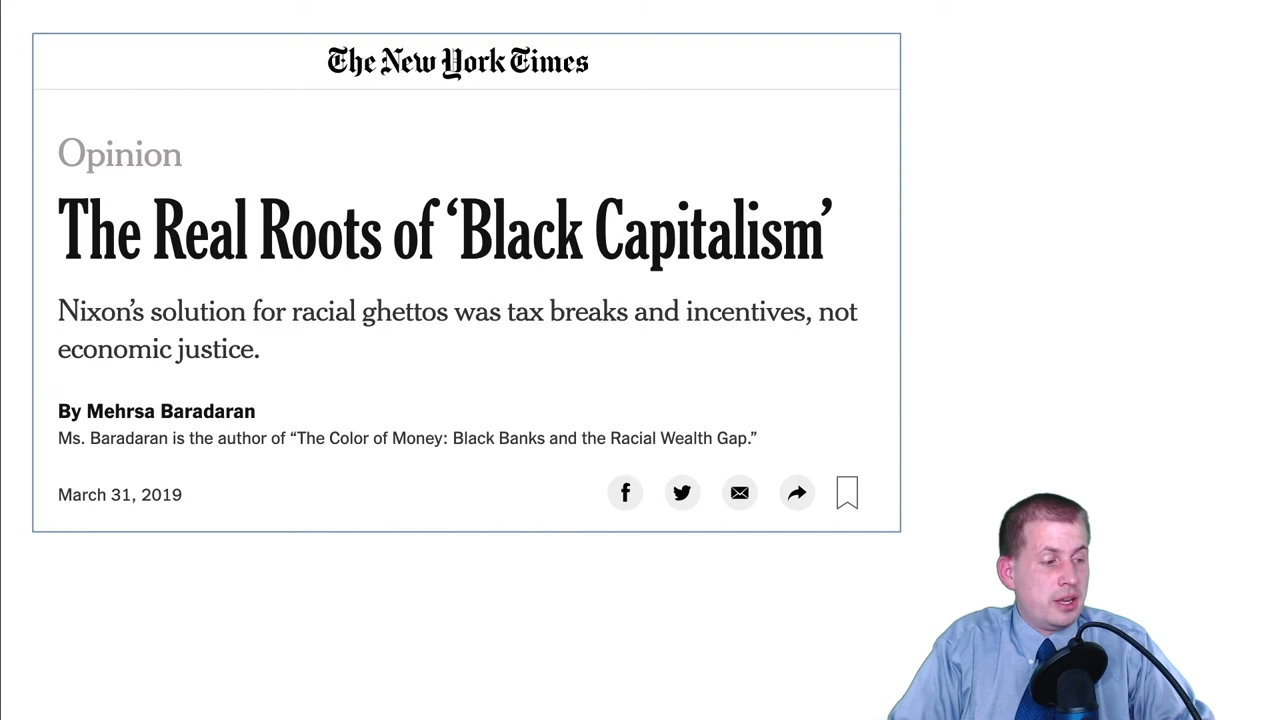 The New York Times
Opinion
The Real Roots of ‘Black Capitalism’
Nixon’s solution for racial ghettos was tax breaks and incentives, not
economic justice.
By Mehrsa Baradaran
Ms. Baradaran is the author of “The Color of Money: Black Banks and the Racial Wealth Gap.”
March 31, 2019